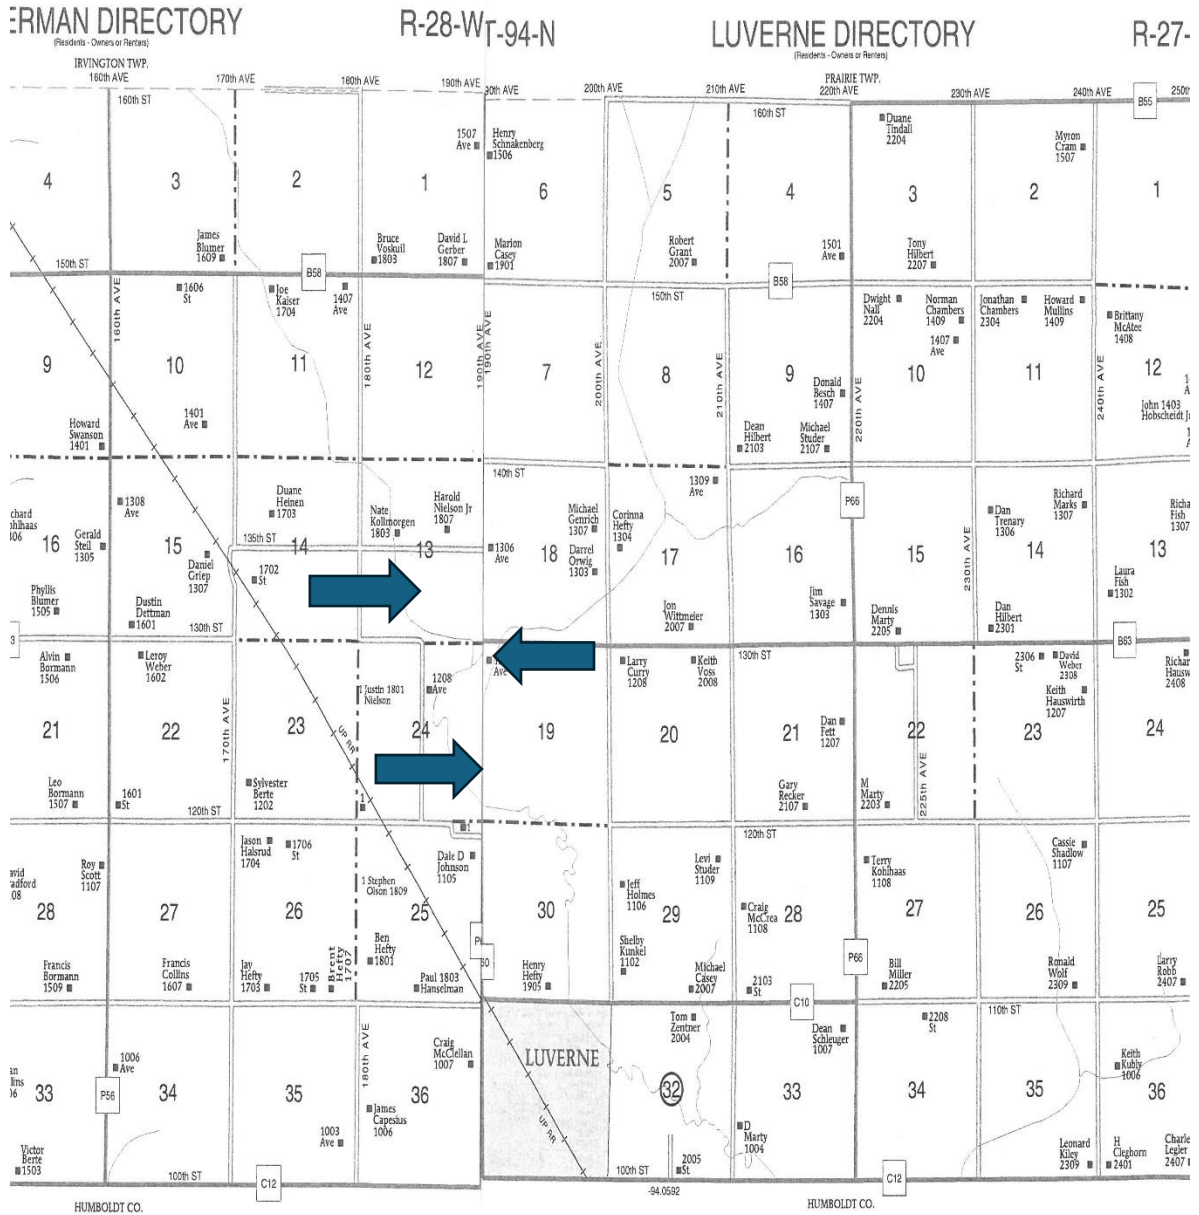 ERMAN DIRECTORY
(Residents - Owners or Renters)
R-28-W
T-94-N
LUVERNE DIRECTORY
(Residents - Owners or Renters)
R-27-
IRVINGTON TWP.
PRAIRIE TWP.
160th AVE
170th AVE
180th AVE
190th AVE
200th AVE
210th AVE
220th AVE
230th AVE
240th AVE
160th ST
160th ST
B55
4
3
2
1
1507
Ave
James
Blumer
1609
Bruce
Voskuil
1803
David L
Gerber
1807
150th ST
B58
Henry
Schnakenberg
1506
6
5
4
3
2
1
Duane
Tindall
2204
Myron
Cram
1507
Marion
Casey
1901
Robert
Grant
2007
1501
Ave
Tony
Hilbert
2207
150th ST
B58
160th AVE
1606
St
Joe
Kaiser
1704
1407
Ave
180th AVE
190th AVE
190th AVE
9
10
11
12
Howard
Swanson
1401
1401
Ave
7
200th AVE
8
210th AVE
9
220th AVE
10
11
240th AVE
12
Dwight
Nall
2204
Norman
Chambers
1409
1407
Ave
Jonathan
Chambers
2304
Howard
Mullins
1409
Brittany
McAtee
1408
John 1403
Hobscheidt Jr
Donald
Besch
1407
Dean
Hilbert
2103
Michael
Studer
2107
140th ST
P66
1308
Ave
Duane
Heinen
1703
Nate
Kollmorgen
1803
Harold
Nielson Jr
1807
16
Gerald
Steil
1305
15
135th ST
14
13
Daniel
Griep
1307
1702
St
Phyllis
Blumer
1505
Dustin
Dettman
1601
130th ST
1306
Ave
18
Michael
Genrich
1307
Darrel
Orwig
1303
Corinna
Hefty
1304
17
1309
Ave
16
15
230th AVE
14
13
Dan
Trenary
1306
Richard
Marks
1307
Fish
1307
Laura
Fish
1302
Jon
Wittmeier
2007
Jim
Savage
1303
Dennis
Marty
2205
Dan
Hilbert
2301
130th ST
B63
Alvin
Bormann
1506
Leroy
Weber
1602
170th AVE
21
22
23
24
UP RR
1 Justin 1801
Nielson
1208
Ave
Leo
Bormann
1507
1601
St
Sylvester
Berte
1202
1
120th ST
Ave
Larry
Curry
1208
Keith
Voss
2008
19
20
21
22
23
24
Dan
Fett
1207
225th AVE
2306
St
David
Weber
2308
Keith
Hauswirth
1207
2408
Gary
Recker
2107
M
Marty
2203
120th ST
Roy
Scott
1107
Jason
Halsrud
1704
1706
St
Dale D
Johnson
1105
1 Stephen
Olson 1809
28
27
26
25
Francis
Bormann
1509
Francis
Collins
1607
Jay
Hefty
1703
1705
St
Brent
Hefty
1707
Ben
Hefty
1801
Paul 1803
Hanselman
30
29
28
27
26
25
Jeff
Holmes
1106
Levi
Studer
1109
Craig
McCrea
1108
Terry
Kohlhaas
1108
Cassie
Shadlow
1107
Shelby
Kunkel
1102
Henry
Hefty
1905
Michael
Casey
2007
2103
St
P66
Bill
Miller
2205
Ronald
Wolf
2309
Larry
Robb
2407
C10
110th ST
180th AVE
1006
Ave
P56
33
34
35
36
Craig
McClellan
1007
James
Capesius
1006
1003
Ave
Victor
Berte
1503
100th ST
C12
HUMBOLDT CO.
LUVERNE
UP RR
Tom
Zentner
2004
Dean
Schleuger
1007
2208
St
32
33
34
35
36
Keith
Kubly
1006
D
Marty
1004
2005
St
Leonard
Kiley
2309
H
Cleghorn
2401
Legler
2407
100th ST
-94.0592
C12
HUMBOLDT CO.